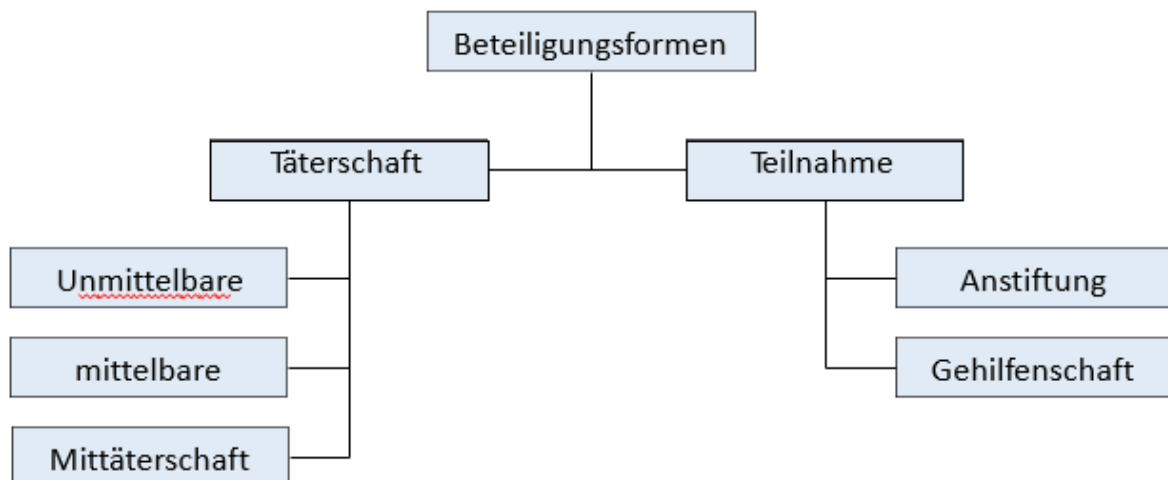 Beteiligungsformen
Täterschaft
Teilnahme
Unmittelbare
mittelbare
Mittäterschaft
Anstiftung
Gehilfenschaft